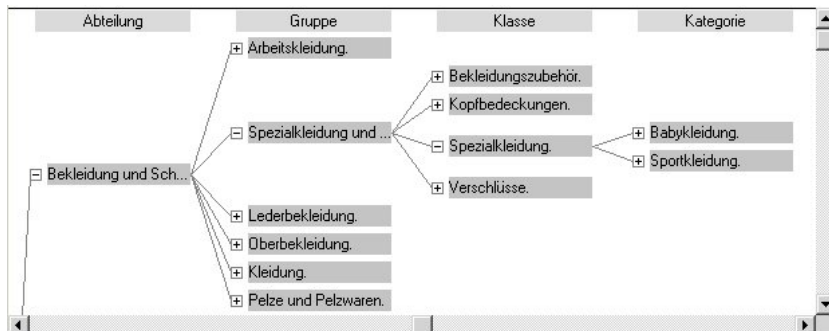 Abteilung Gruppe Klasse Kategorie
Arbeitskleidung.
Bekleidungszubehör.
Kopfbedeckungen.
Spezialkleidung und ... Babykleidung.
Spezialkleidung.
Sportkleidung.
Bekleidung und Sch...
Verschlüsse.
Lederbekleidung.
Oberbekleidung.
Kleidung.
Pelze und Pelzwaren.